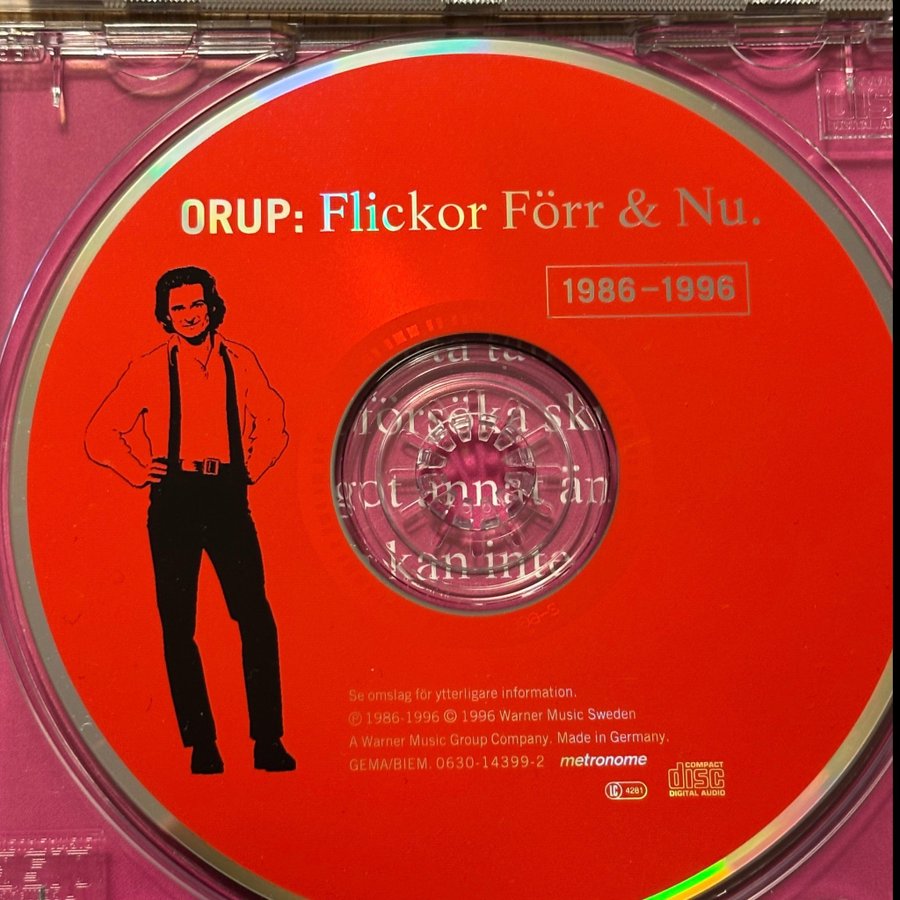 ORUP: Flickor Förr & Nu.
1986–1996
försöka
got annat än
kan inte
Se omslag för ytterligare information.
℗ 1986-1996 © 1996 Warner Music Sweden
A Warner Music Group Company. Made in Germany.
GEMA/BIEM. 0630-14399-2 metronome
LC 4281
COMPACT
disc
DIGITAL AUDIO